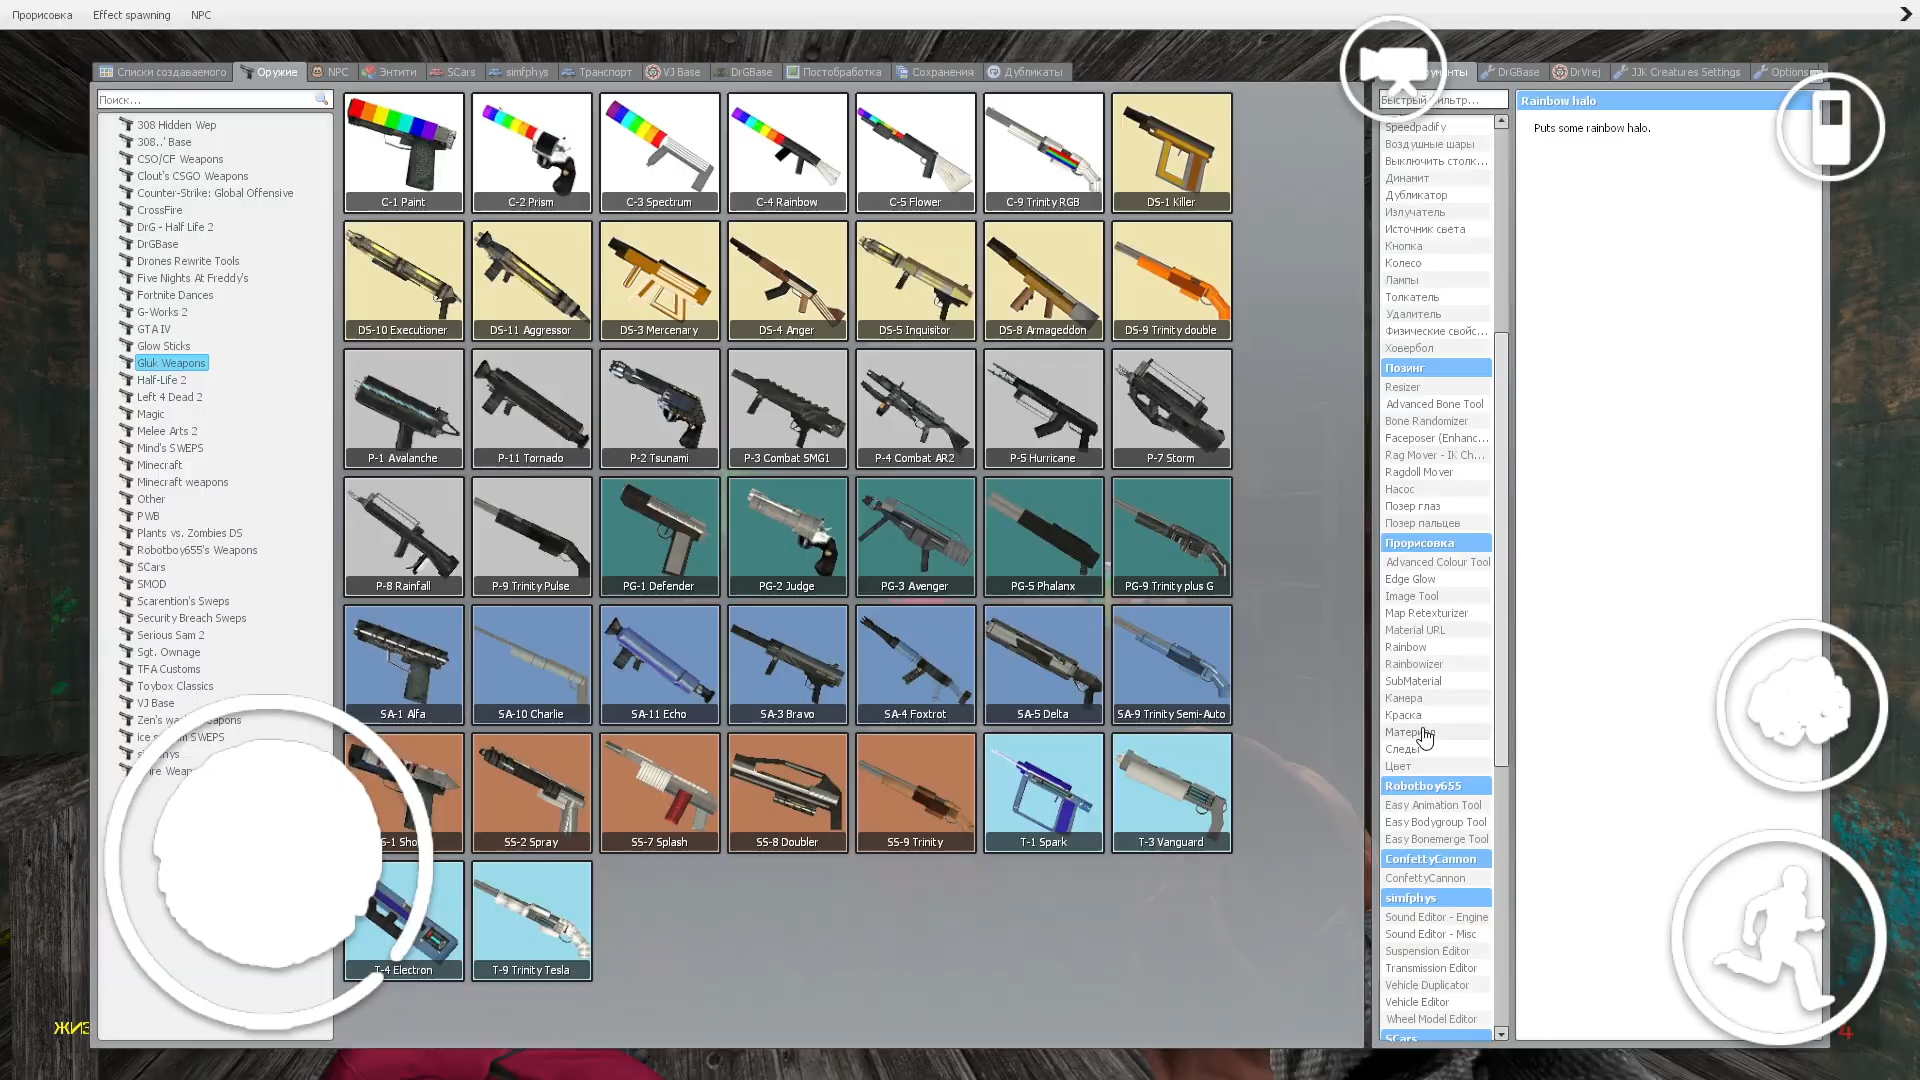 Прорисовка Effect spawning NPC
Списки создаваемого Оружие NPC Энтити SCars simfphys Транспорт VJ Base DrGBase Постобработка Сохранения Дубликаты
DrGBase DrVrej JJK Creatures Settings Options
Поиск...
308 Hidden Wep
308..' Base
CSO/CF Weapons
Clout's CSGO Weapons
Counter-Strike: Global Offensive
CrossFire
DrG - Half Life 2
DrGBase
Drones Rewrite Tools
Five Nights At Freddy's
Fortnite Dances
G-Works 2
GTA IV
Glow Sticks
Gluk Weapons
Half-Life 2
Left 4 Dead 2
Magic
Melee Arts 2
Mind's SWEPS
Minecraft
Minecraft weapons
Other
PWB
Plants vs. Zombies DS
Robotboy655's Weapons
SCars
SMOD
Scarention's Sweps
Security Breach Sweps
Serious Sam 2
Sgt. Ownage
TFA Customs
Toybox Classics
VJ Base
C-1 Paint C-2 Prism C-3 Spectrum C-4 Rainbow C-5 Flower C-9 Trinity RGB DS-1 Killer
DS-10 Executioner DS-11 Aggressor DS-3 Mercenary DS-4 Anger DS-5 Inquisitor DS-8 Armageddon DS-9 Trinity double
P-1 Avalanche P-11 Tornado P-2 Tsunami P-3 Combat SMG1 P-4 Combat AR2 P-5 Hurricane P-7 Storm
P-8 Rainfall P-9 Trinity Pulse PG-1 Defender PG-2 Judge PG-3 Avenger PG-5 Phalanx PG-9 Trinity plus G
SA-1 Alfa SA-10 Charlie SA-11 Echo SA-3 Bravo SA-4 Foxtrot SA-5 Delta SA-9 Trinity Semi-Auto
SS-2 Spray SS-7 Splash SS-8 Doubler SS-9 Trinity T-1 Spark T-3 Vanguard
T-4 Electron T-9 Trinity Tesla
Быстрый фильтр...
Speedpadify
Воздушные шары
Выключить столк...
Динамит
Дубликатор
Излучатель
Источник света
Кнопка
Колесо
Лампы
Толкатель
Удалитель
Физические свойс...
Ховербол
Позинг
Resizer
Advanced Bone Tool
Bone Randomizer
Faceposer (Enhanc...
Rag Mover - IK Ch...
Ragdoll Mover
Насос
Позер глаз
Позер пальцев
Прорисовка
Advanced Colour Tool
Edge Glow
Image Tool
Map Retexturizer
Material URL
Rainbow
Rainbowizer
SubMaterial
Камера
Краска
Следы
Цвет
Robotboy655
Easy Animation Tool
Easy Bodygroup Tool
Easy Bonemerge Tool
ConfettyCannon
ConfettyCannon
simfphys
Sound Editor - Engine
Sound Editor - Misc
Suspension Editor
Transmission Editor
Vehicle Duplicator
Vehicle Editor
Wheel Model Editor
SCars
Rainbow halo
Puts some rainbow halo.
4